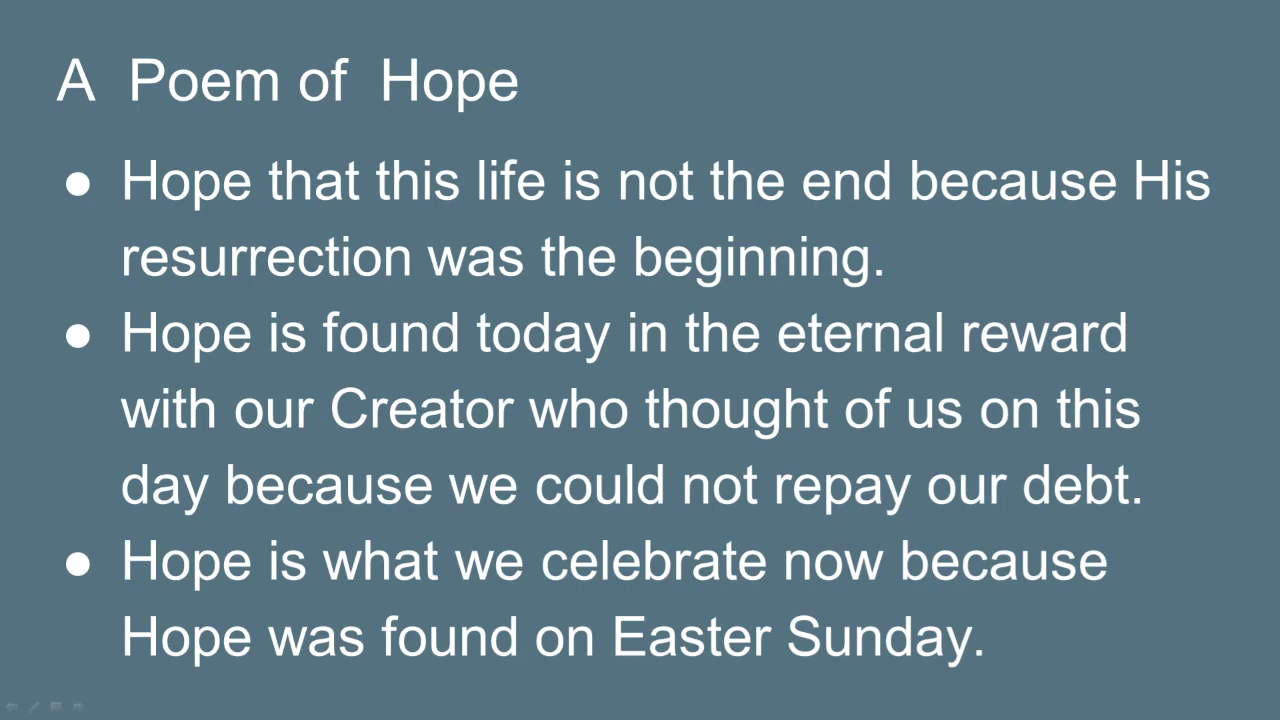 A Poem of Hope
● Hope that this life is not the end because His
resurrection was the beginning.
● Hope is found today in the eternal reward
with our Creator who thought of us on this
day because we could not repay our debt.
● Hope is what we celebrate now because
Hope was found on Easter Sunday.